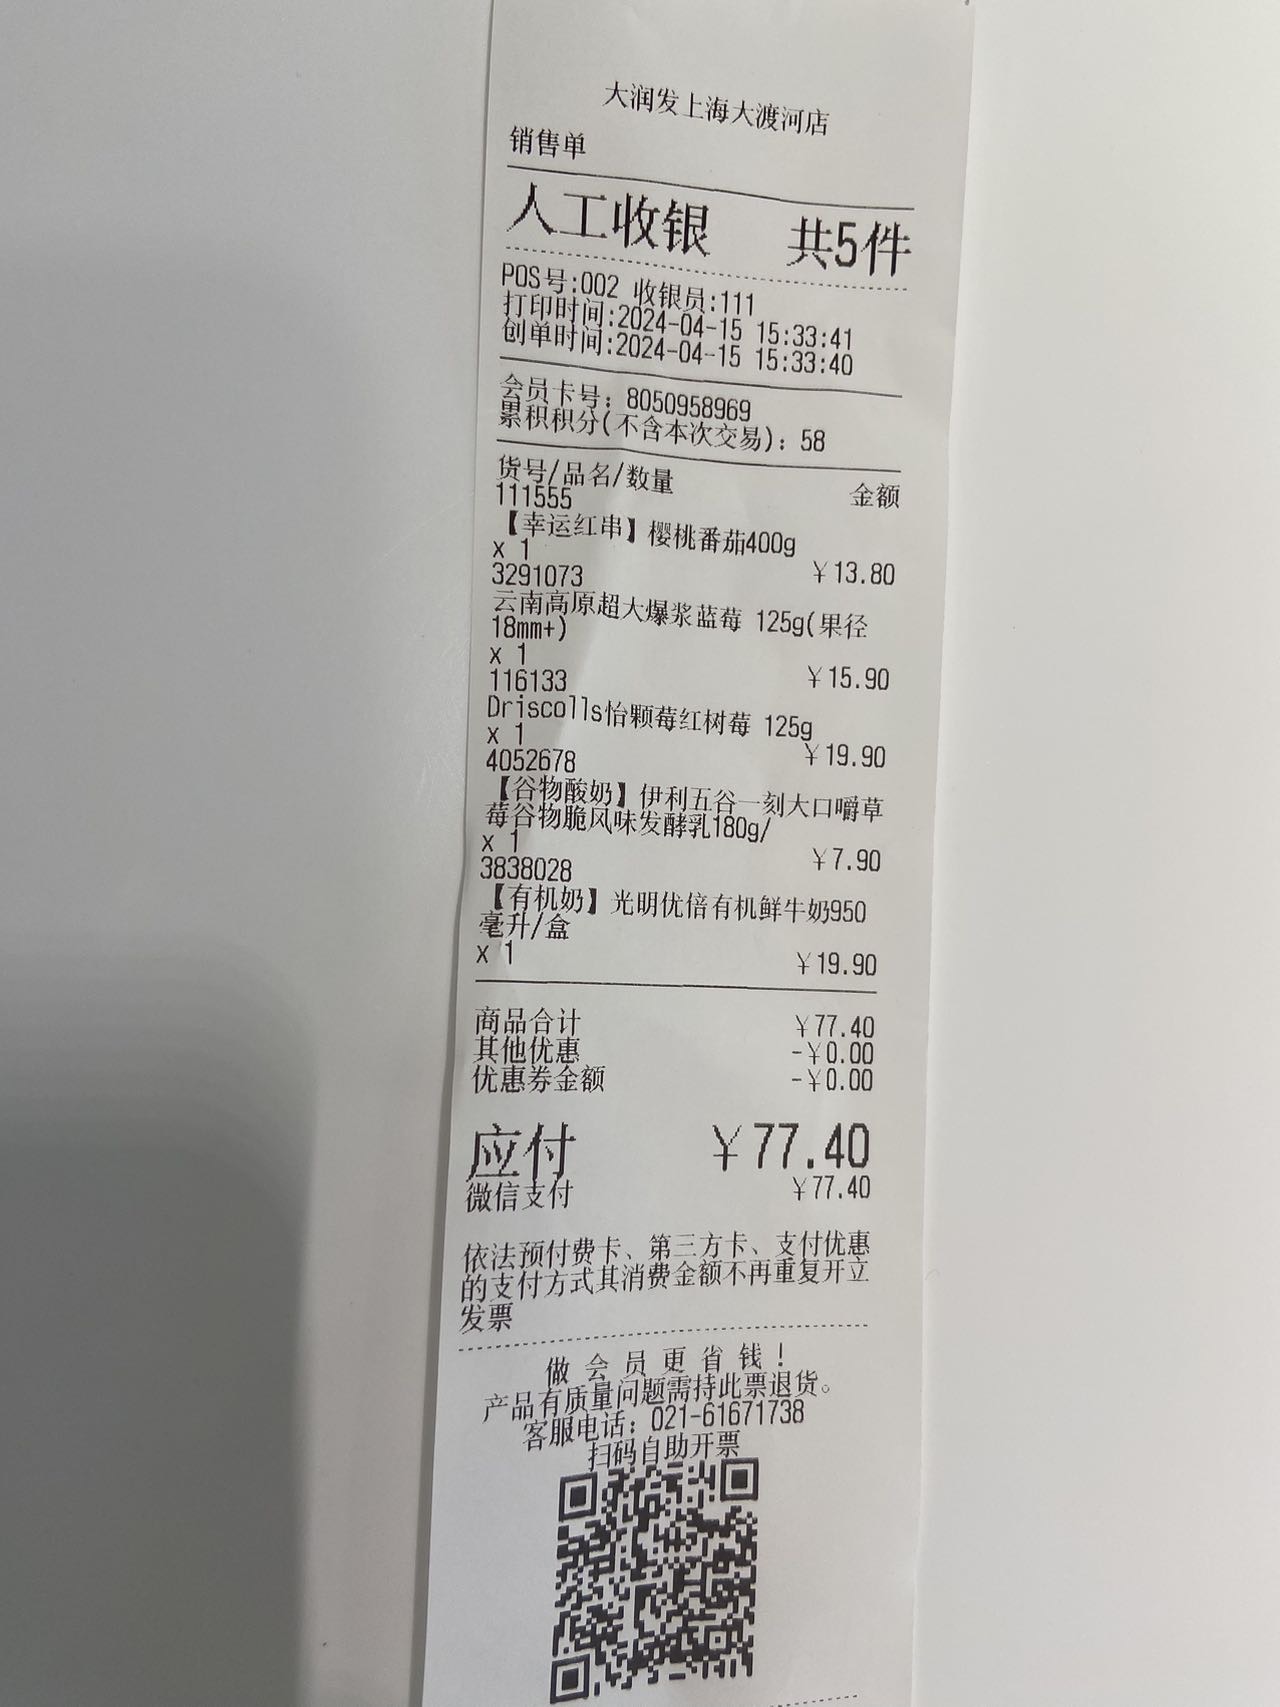 大润发上海大渡河店
销售单
人工收银 共5件
POS号:002 收银员:111
打印时间:2024-04-15 15:33:41
创单时间:2024-04-15 15:33:40
会员卡号：8050958969
累积积分(不含本次交易)：58
货号/品名/数量 金额
111555
【幸运红串】樱桃番茄400g
x 1 ￥13.80
3291073
云南高原超大爆浆蓝莓 125g(果径
18mm+)
x 1 ￥15.90
116133
Driscolls怡颗莓红树莓 125g
x 1 ￥19.90
4052678
【谷物酸奶】伊利五谷一刻大口嚼草
莓谷物脆风味发酵乳180g/
x 1 ￥7.90
3838028
【有机奶】光明优倍有机鲜牛奶950
毫升/盒
x 1 ￥19.90
商品合计 ￥77.40
其他优惠 -￥0.00
优惠券金额 -￥0.00
应付 ￥77.40
微信支付 ￥77.40
依法预付费卡、第三方卡、支付优惠
的支付方式其消费金额不再重复开立
发票
做会员更省钱！
产品有质量问题需持此票退货。
客服电话：021-61671738
扫码自助开票